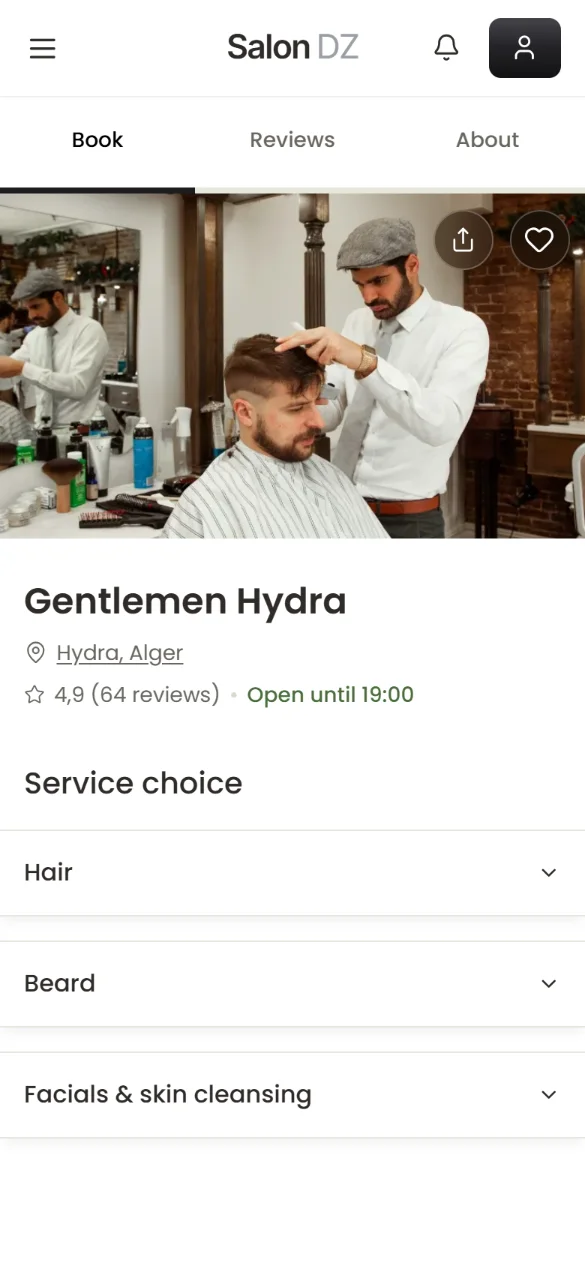 Salon DZ
Book Reviews About
Gentlemen Hydra
Hydra, Alger
4,9 (64 reviews) • Open until 19:00
Service choice
Hair
Beard
Facials & skin cleansing